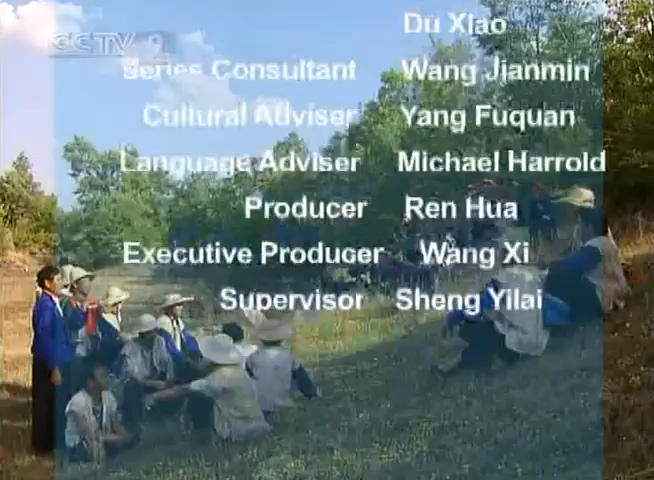 Du Xiao
CCTV 9
Series Consultant Wang Jianmin
Cultural Adviser Yang Fuquan
Language Adviser Michael Harrold
Producer Ren Hua
Executive Producer Wang Xi
Supervisor Sheng Yilai